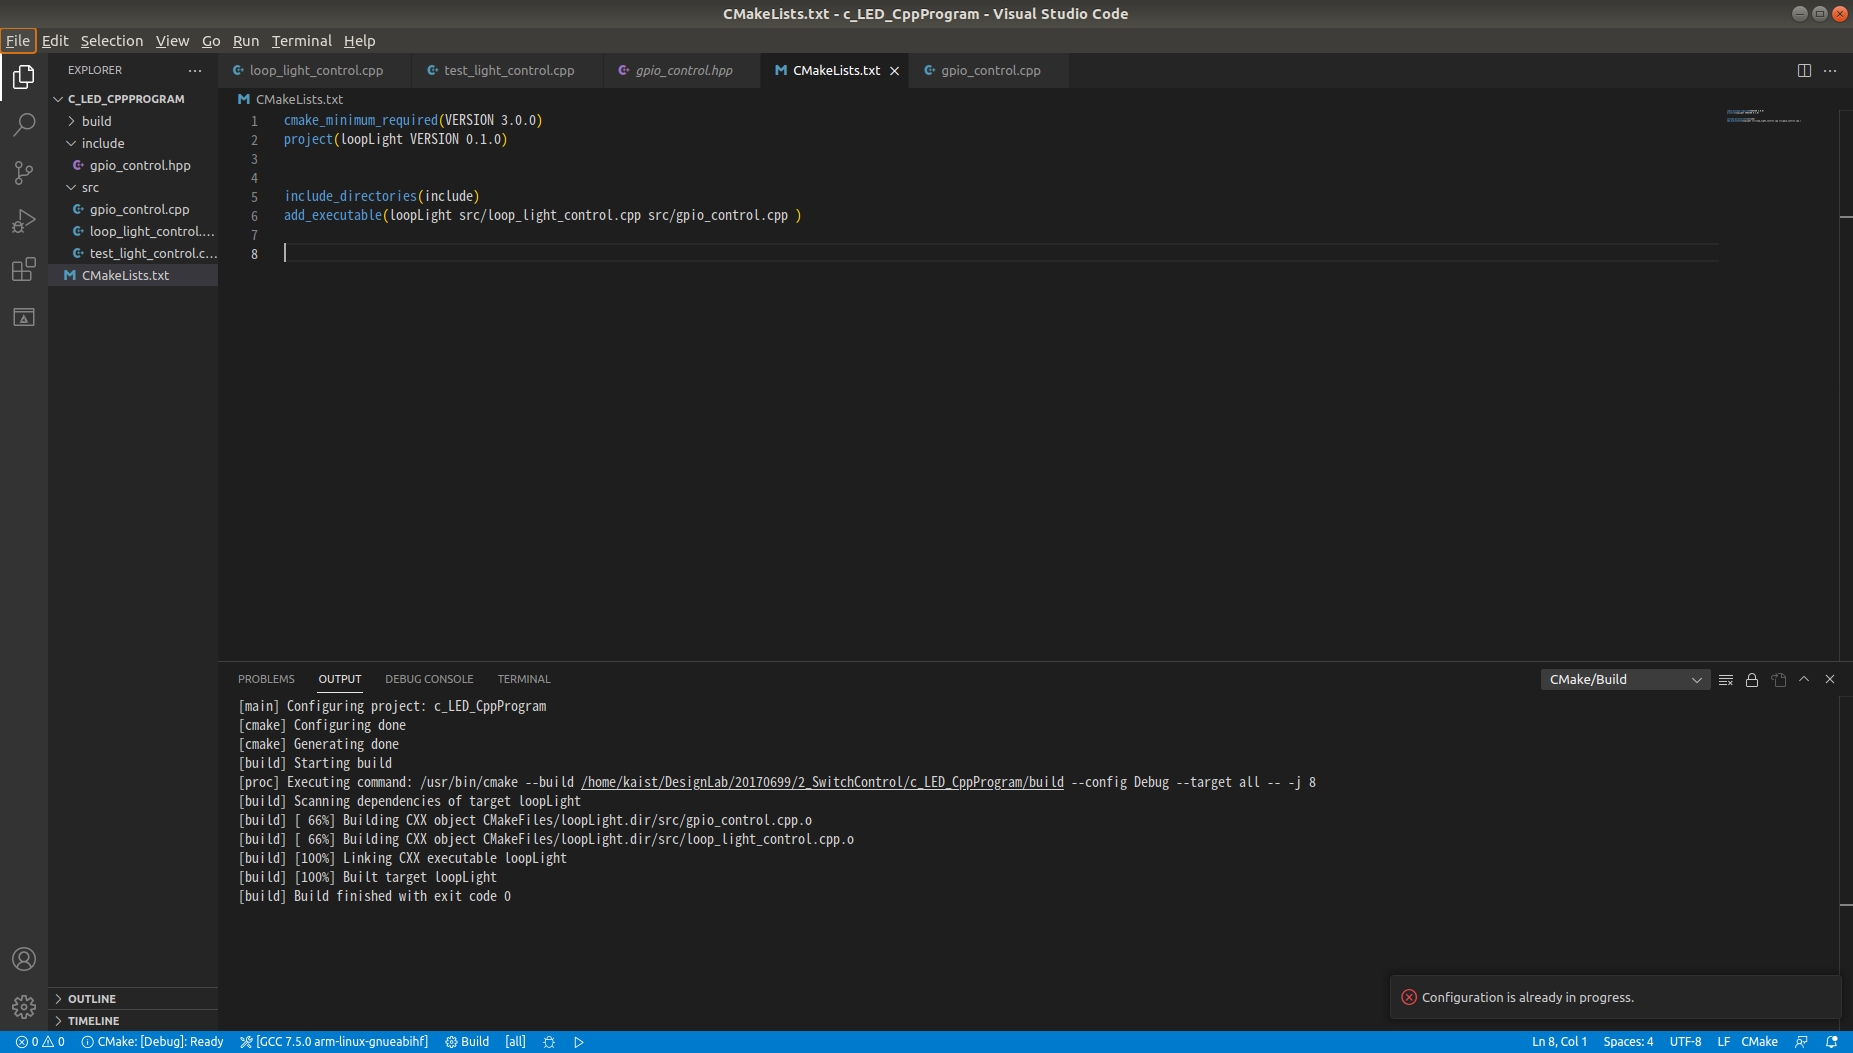 CMakeLists.txt - c_LED_CppProgram - Visual Studio Code
File Edit Selection View Go Run Terminal Help
EXPLORER
loop_light_control.cpp test_light_control.cpp gpio_control.hpp CMakeLists.txt gpio_control.cpp
C_LED_CPPPROGRAM
build
include
gpio_control.hpp
src
gpio_control.cpp
loop_light_control....
test_light_control.c...
CMakeLists.txt
CMakeLists.txt
1 cmake_minimum_required(VERSION 3.0.0)
2 project(loopLight VERSION 0.1.0)
3
4
5 include_directories(include)
6 add_executable(loopLight src/loop_light_control.cpp src/gpio_control.cpp )
7
8
PROBLEMS OUTPUT DEBUG CONSOLE TERMINAL
CMake/Build
[main] Configuring project: c_LED_CppProgram
[cmake] Configuring done
[cmake] Generating done
[build] Starting build
[proc] Executing command: /usr/bin/cmake --build /home/kaist/DesignLab/20170699/2_SwitchControl/c_LED_CppProgram/build --config Debug --target all -- -j 8
[build] Scanning dependencies of target loopLight
[build] [ 66%] Building CXX object CMakeFiles/loopLight.dir/src/gpio_control.cpp.o
[build] [ 66%] Building CXX object CMakeFiles/loopLight.dir/src/loop_light_control.cpp.o
[build] [100%] Linking CXX executable loopLight
[build] [100%] Built target loopLight
[build] Build finished with exit code 0
OUTLINE
TIMELINE
Configuration is already in progress.
0 0 CMake: [Debug]: Ready [GCC 7.5.0 arm-linux-gnueabihf] Build [all] Ln 8, Col 1 Spaces: 4 UTF-8 LF CMake